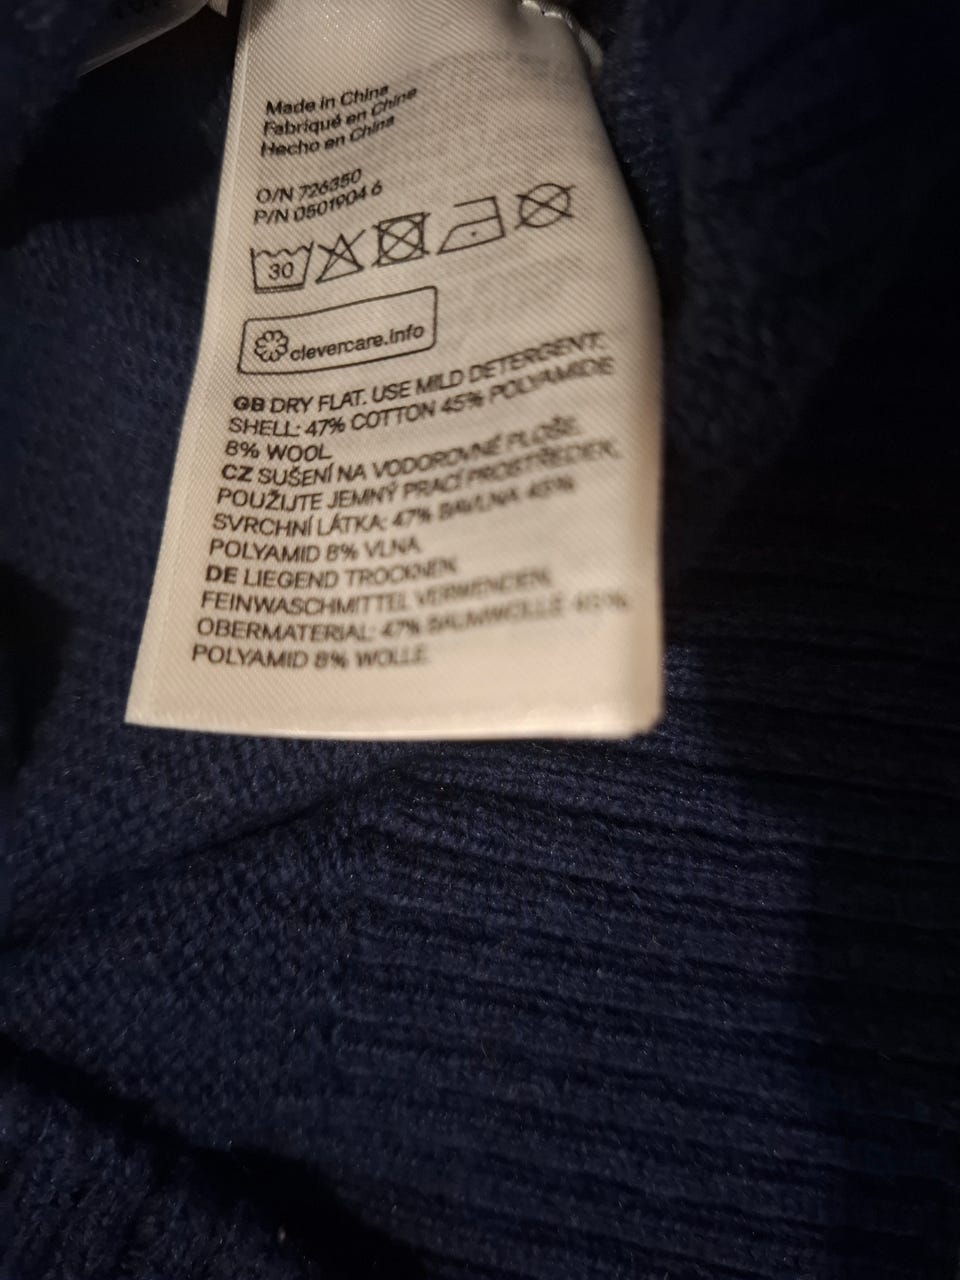 Made in China
Fabriqué en China
Hecho en China
O/N 726350
P/N 0501904 6
30
clevercare.info
GB DRY FLAT. USE MILD DETERGENT.
SHELL: 47% COTTON 45% POLYAMIDE
8% WOOL
CZ SUŠENÍ NA VODOROVNÉ PLOŠE.
POUŽIJTE JEMNÝ PRACÍ PROSTŘEDEK.
SVRCHNÍ LÁTKA: 47% BAVLNA 45%
POLYAMID 8% VLNA
DE LIEGEND TROCKNEN.
FEINWASCHMITTEL VERWENDEN.
OBERMATERIAL: 47% BAUMWOLLE 45%
POLYAMID 8% WOLLE